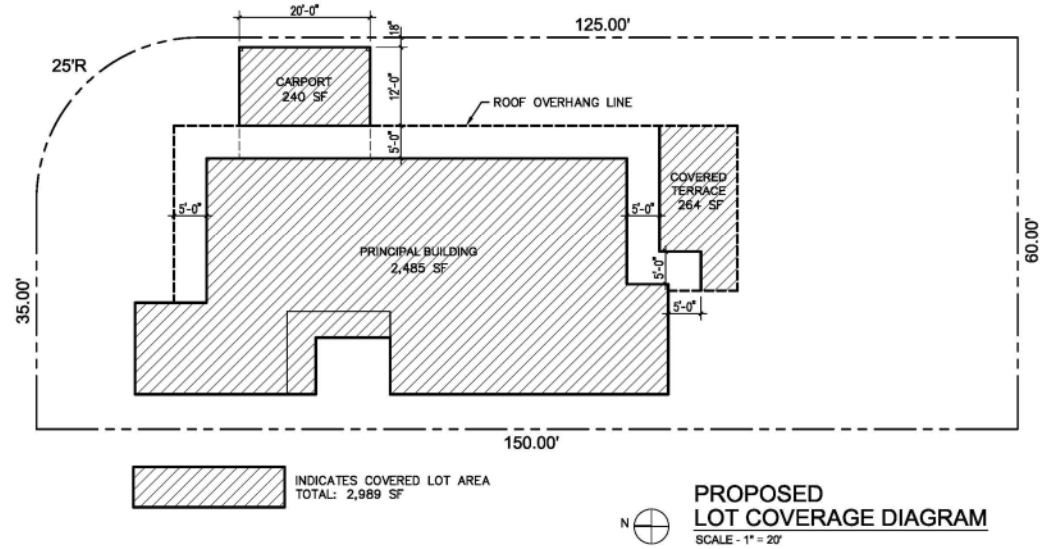 20'-0"
18"
125.00'
25'R
CARPORT
240 SF
12'-0"
ROOF OVERHANG LINE
5'-0"
COVERED
TERRACE
264 SF
5'-0"
5'-0"
PRINCIPAL BUILDING
2,485 SF
5'-0"
60.00'
35.00'
5'-0"
150.00'
INDICATES COVERED LOT AREA
TOTAL: 2,989 SF
N
PROPOSED
LOT COVERAGE DIAGRAM
SCALE - 1" = 20'